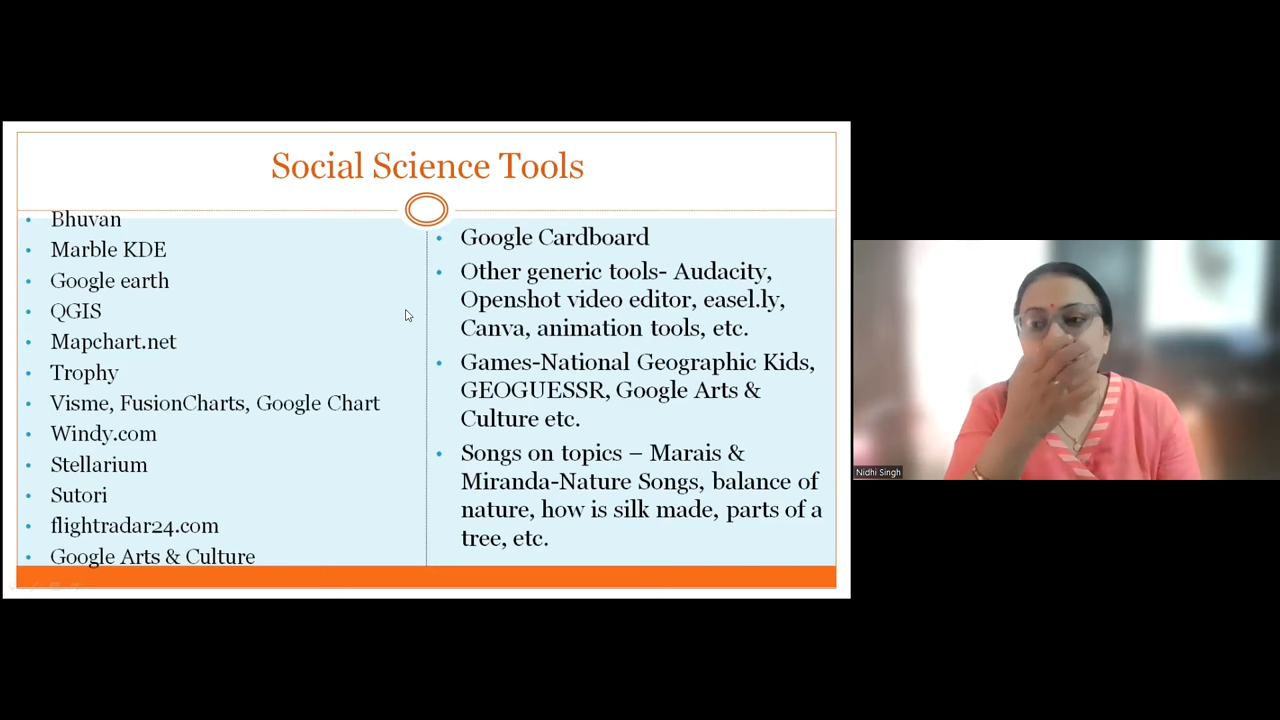 Social Science Tools
Bhuvan
Marble KDE
Google earth
QGIS
Mapchart.net
Trophy
Visme, FusionCharts, Google Chart
Windy.com
Stellarium
Sutori
flightradar24.com
Google Arts & Culture
Google Cardboard
Other generic tools- Audacity,
Openshot video editor, easel.ly,
Canva, animation tools, etc.
Games-National Geographic Kids,
GEOGUESSR, Google Arts &
Culture etc.
Songs on topics – Marais &
Miranda-Nature Songs, balance of
nature, how is silk made, parts of a
tree, etc.
Nidhi Singh